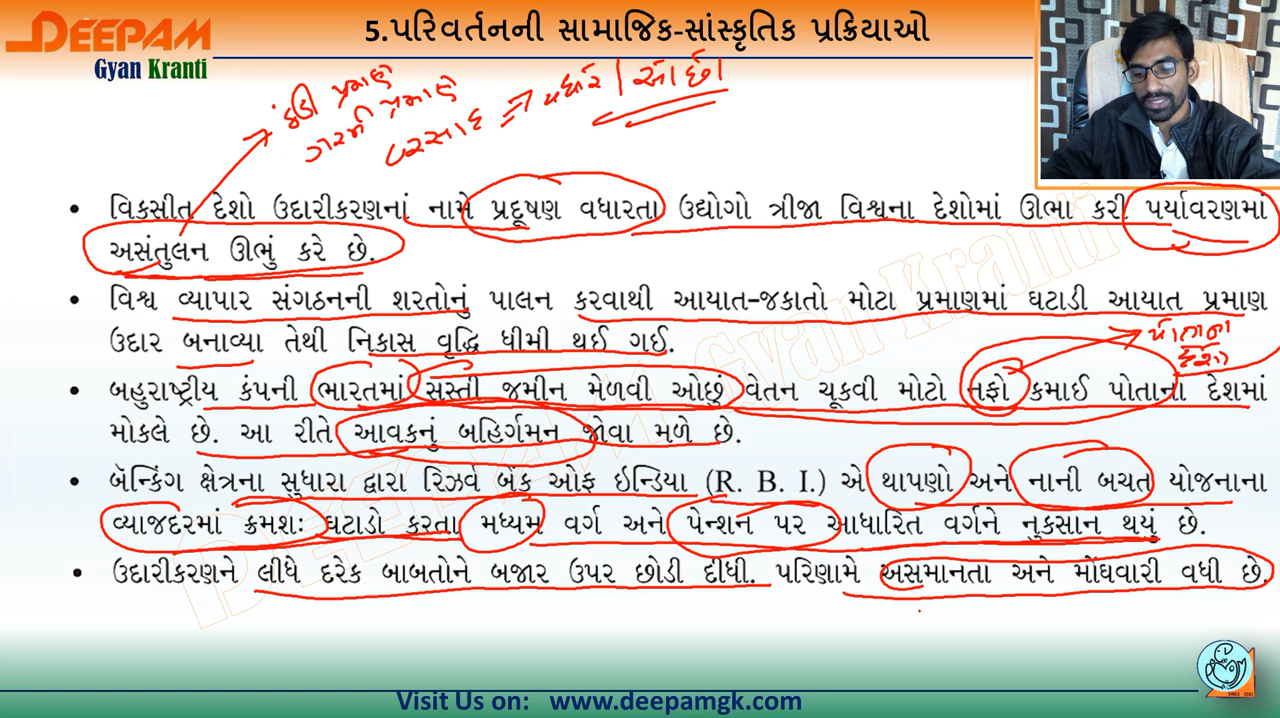 DEEPAM
Gyan Kranti
5.પરિવર્તનની સામાજિક-સાંસ્કૃતિક પ્રક્રિયાઓ
ઠંડી પ્રમાણ
ગરમી પ્રમાણ
વરસાદ ⇒ વધારે | ઓછો
• વિકસીત દેશો ઉદારીકરણનાં નામે પ્રદૂષણ વધારતા ઉદ્યોગો ત્રીજા વિશ્વના દેશોમાં ઊભા કરી પર્યાવરણમાં
અસંતુલન ઊભું કરે છે.
• વિશ્વ વ્યાપાર સંગઠનની શરતોનું પાલન કરવાથી આયાત-જકાતો મોટા પ્રમાણમાં ઘટાડી આયાત પ્રમાણ
ઉદાર બનાવ્યા તેથી નિકાસ વૃદ્ધિ ધીમી થઈ ગઈ.
પોતાના
દેશ
• બહુરાષ્ટ્રીય કંપની ભારતમાં સસ્તી જમીન મેળવી ઓછું વેતન ચૂકવી મોટો નફો કમાઈ પોતાના દેશમાં
મોકલે છે. આ રીતે આવકનું બહિર્ગમન જોવા મળે છે.
• બૅન્કિંગ ક્ષેત્રના સુધારા દ્વારા રિઝર્વ બૅંક ઓફ ઇન્ડિયા (R. B. I.) એ થાપણો અને નાની બચત યોજનાના
વ્યાજદરમાં ક્રમશઃ ઘટાડો કરતા મધ્યમ વર્ગ અને પેન્શન પર આધારિત વર્ગને નુકસાન થયું છે.
• ઉદારીકરણને લીધે દરેક બાબતોને બજાર ઉપર છોડી દીધી. પરિણામે અસમાનતા અને મોંઘવારી વધી છે.
Visit Us on: www.deepamgk.com